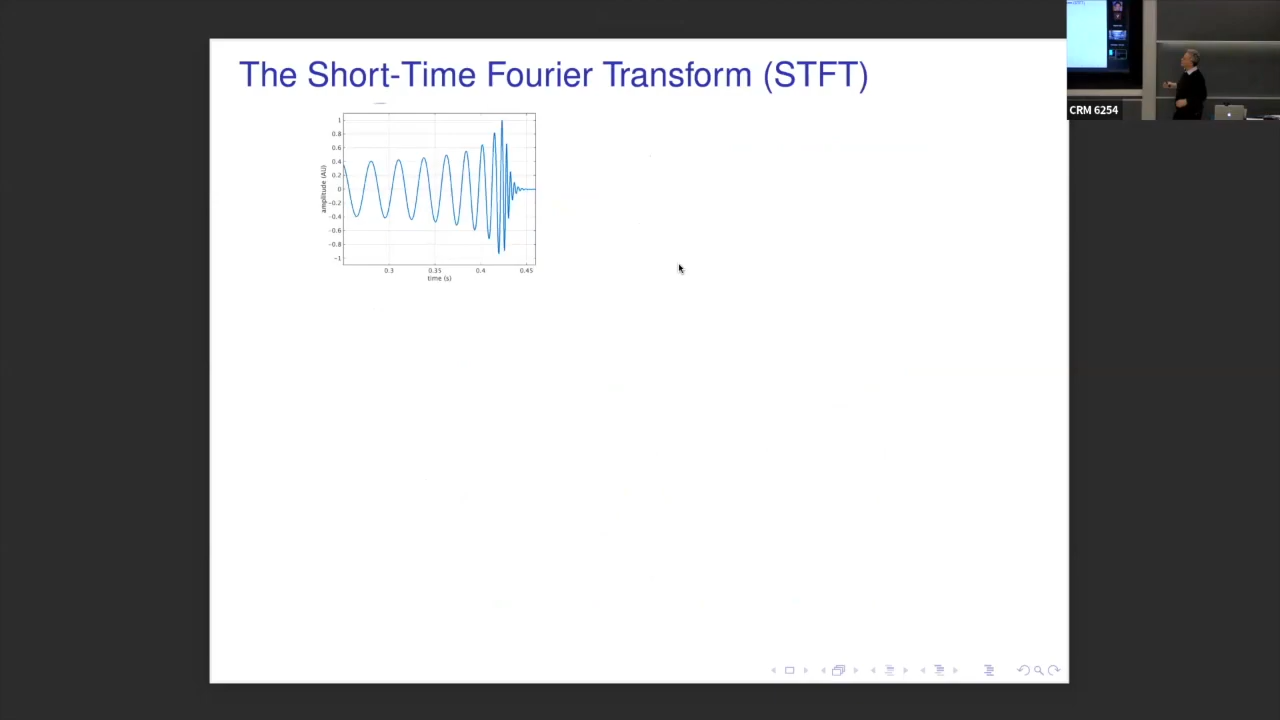 The Short-Time Fourier Transform (STFT)
CRM 6254
1
0.8
0.6
0.4
0.2
0
-0.2
-0.4
-0.6
-0.8
-1
amplitude (AU)
0.3 0.35 0.4 0.45
time (s)